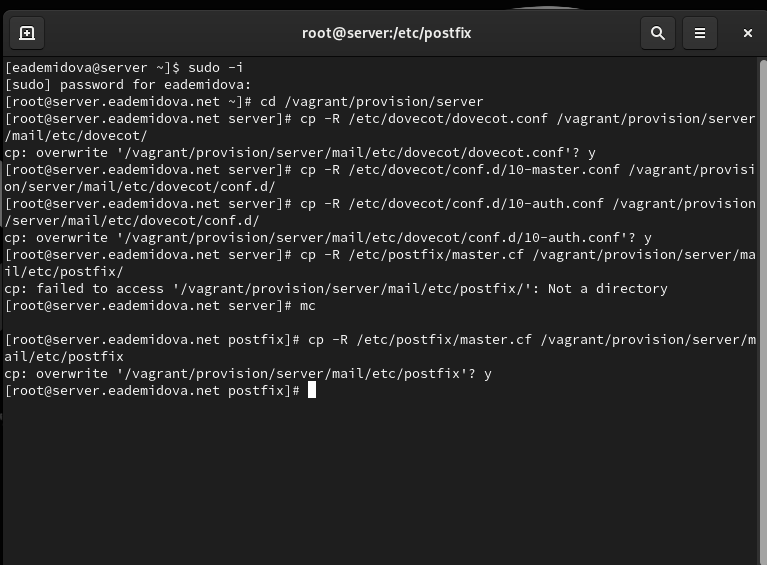 root@server:/etc/postfix
[eademidova@server ~]$ sudo -i
[sudo] password for eademidova:
[root@server.eademidova.net ~]# cd /vagrant/provision/server
[root@server.eademidova.net server]# cp -R /etc/dovecot/dovecot.conf /vagrant/provision/server
/mail/etc/dovecot/
cp: overwrite '/vagrant/provision/server/mail/etc/dovecot/dovecot.conf'? y
[root@server.eademidova.net server]# cp -R /etc/dovecot/conf.d/10-master.conf /vagrant/provisi
on/server/mail/etc/dovecot/conf.d/
[root@server.eademidova.net server]# cp -R /etc/dovecot/conf.d/10-auth.conf /vagrant/provision
/server/mail/etc/dovecot/conf.d/
cp: overwrite '/vagrant/provision/server/mail/etc/dovecot/conf.d/10-auth.conf'? y
[root@server.eademidova.net server]# cp -R /etc/postfix/master.cf /vagrant/provision/server/ma
il/etc/postfix/
cp: failed to access '/vagrant/provision/server/mail/etc/postfix/': Not a directory
[root@server.eademidova.net server]# mc
[root@server.eademidova.net postfix]# cp -R /etc/postfix/master.cf /vagrant/provision/server/m
ail/etc/postfix
cp: overwrite '/vagrant/provision/server/mail/etc/postfix'? y
[root@server.eademidova.net postfix]#